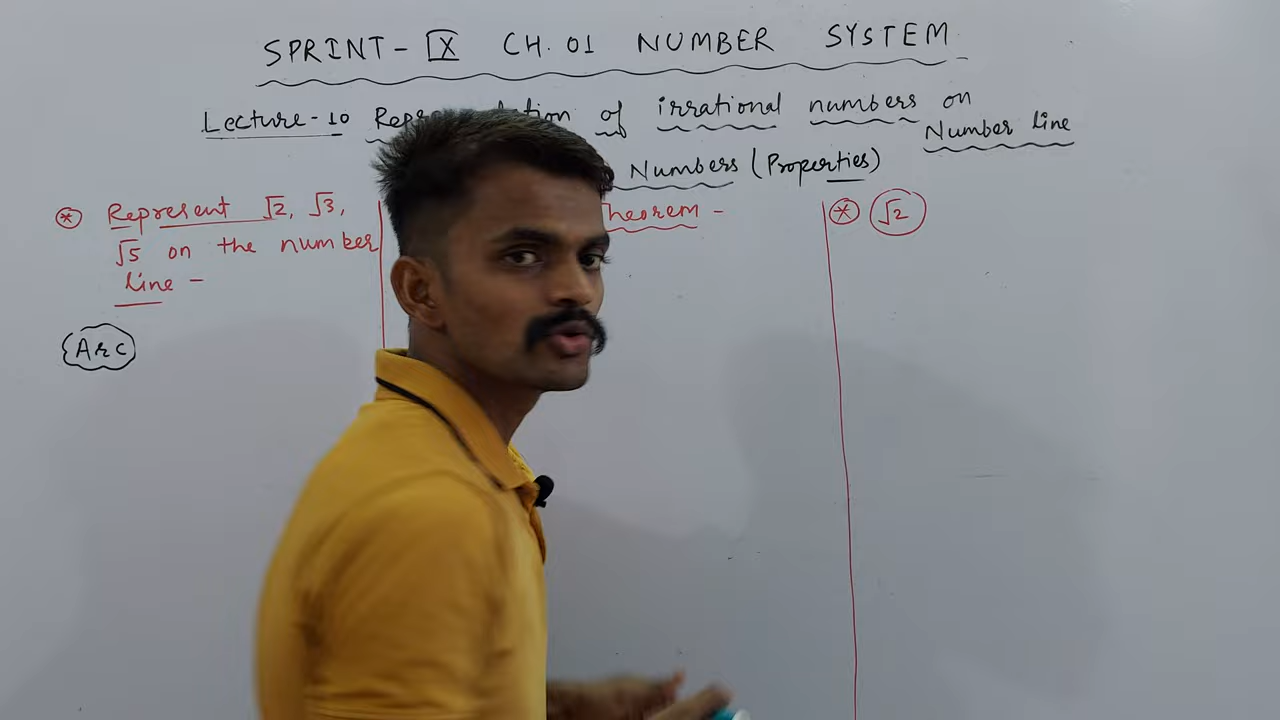 SPRINT-IX CH. 01 NUMBER SYSTEM
Lecture-10 of irrational numbers on
Number line
Numbers (Properties)
* Represent √2, √3,
√5 on the number
line -
Arc
Theorem -
* √2